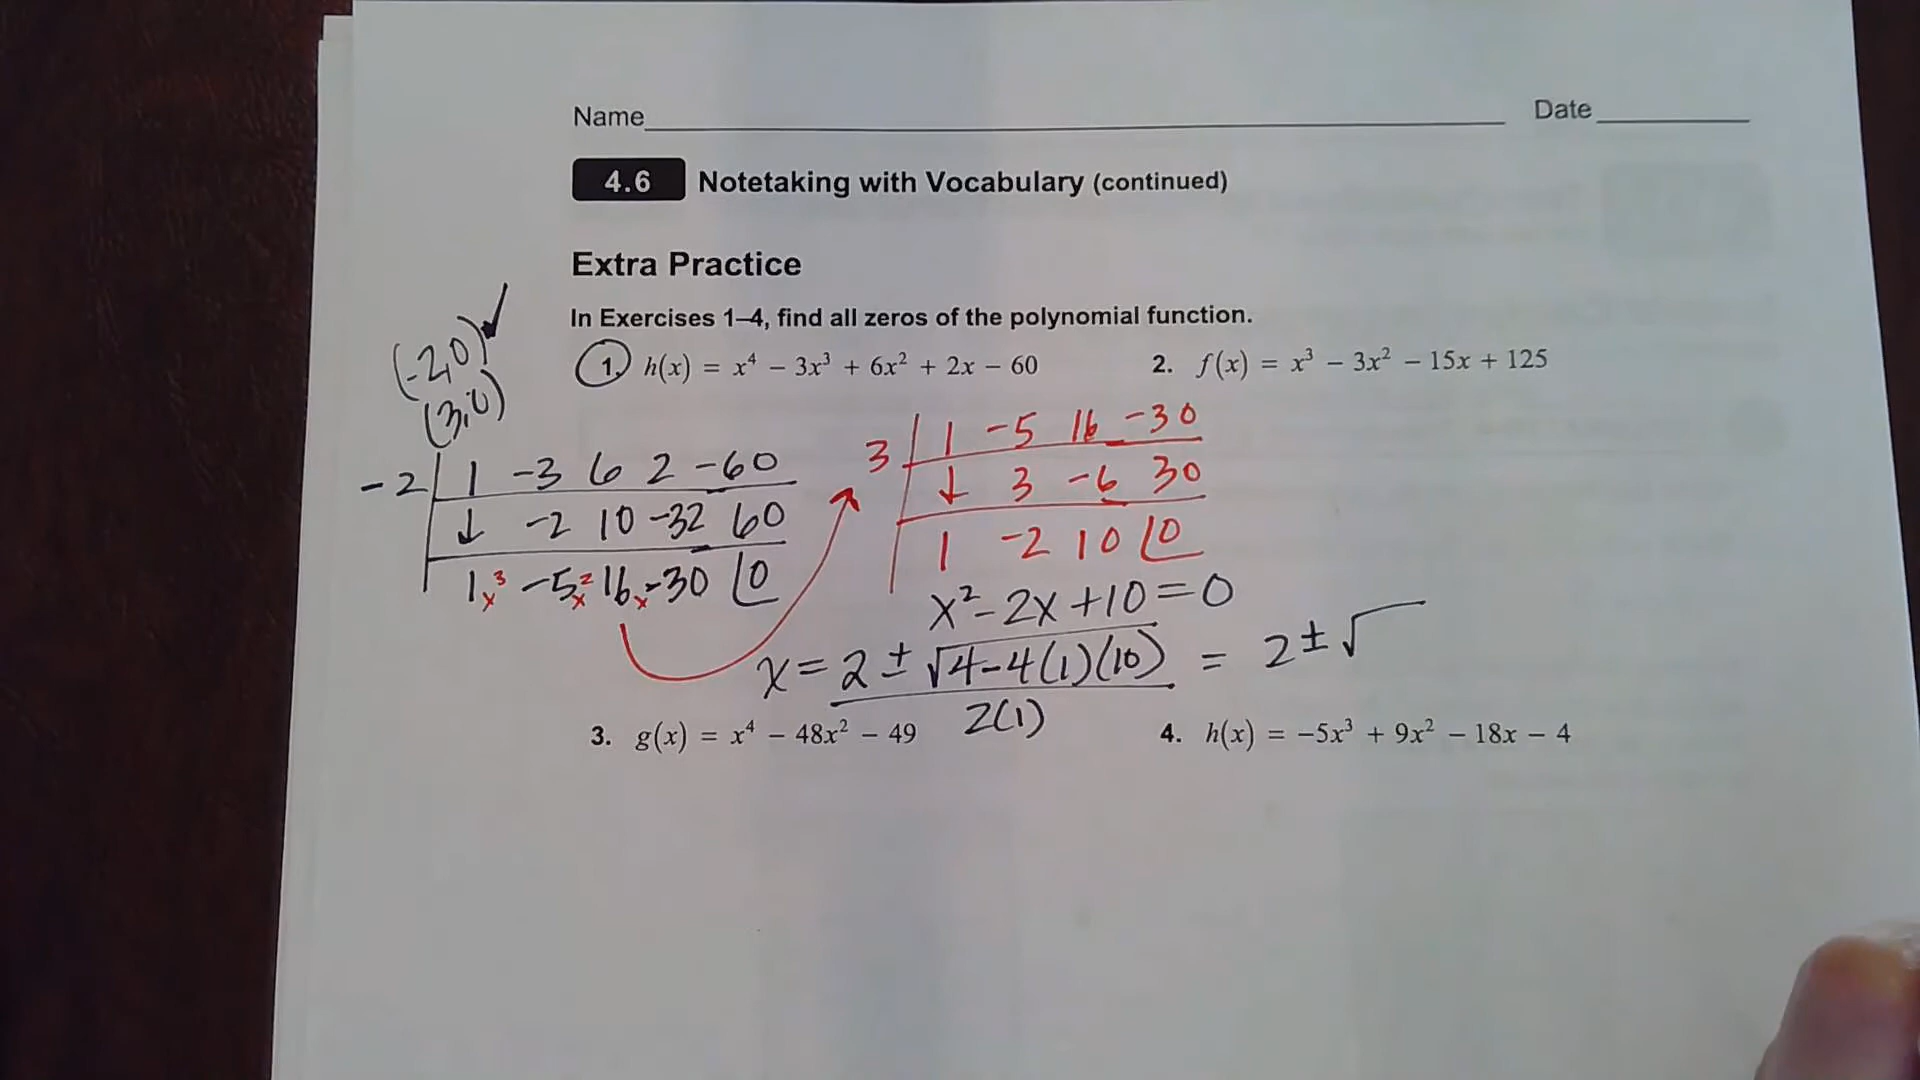 Name Date
4.6 Notetaking with Vocabulary (continued)
Extra Practice
In Exercises 1–4, find all zeros of the polynomial function.
1. h(x) = x⁴ − 3x³ + 6x² + 2x − 60
2. f(x) = x³ − 3x² − 15x + 125
(-2,0) ✓
(3,0)
-2 | 1 -3 6 2 -60
↓ -2 10 -32 60
1x³ -5x² 16x -30 | 0
3 | 1 -5 16 -30
↓ 3 -6 30
1 -2 10 | 0
x² - 2x + 10 = 0
x = 2 ± √4-4(1)(10) = 2 ± √
2(1)
3. g(x) = x⁴ − 48x² − 49
4. h(x) = −5x³ + 9x² − 18x − 4